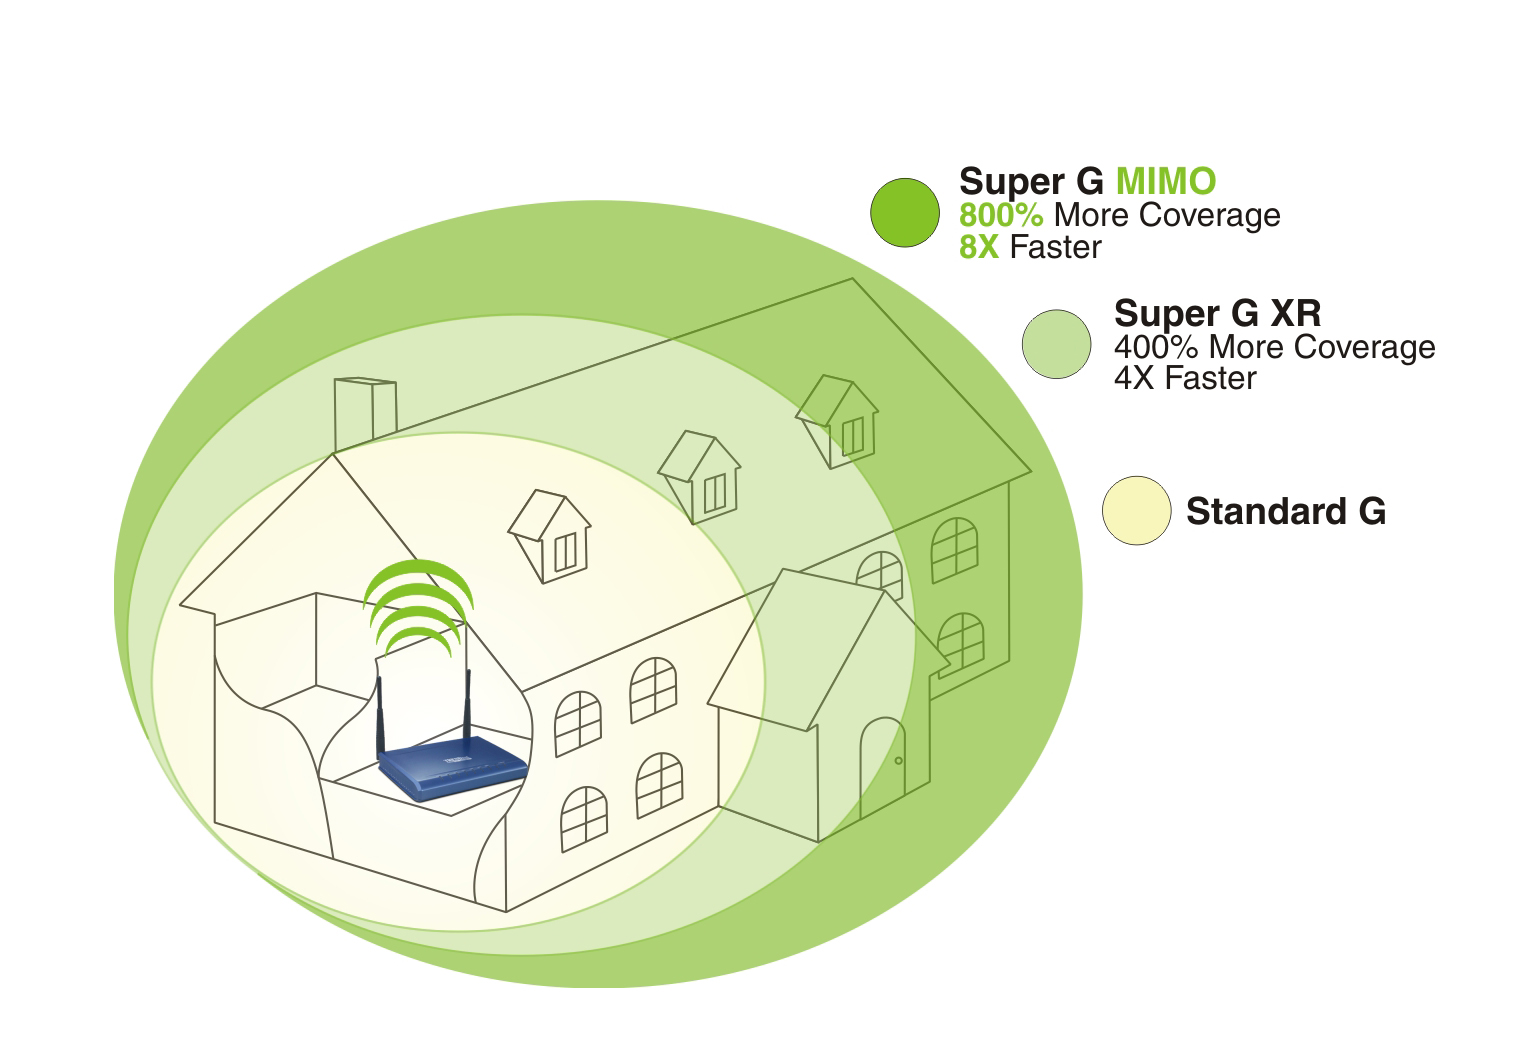 Super G MIMO
800% More Coverage
8X Faster
Super G XR
400% More Coverage
4X Faster
Standard G